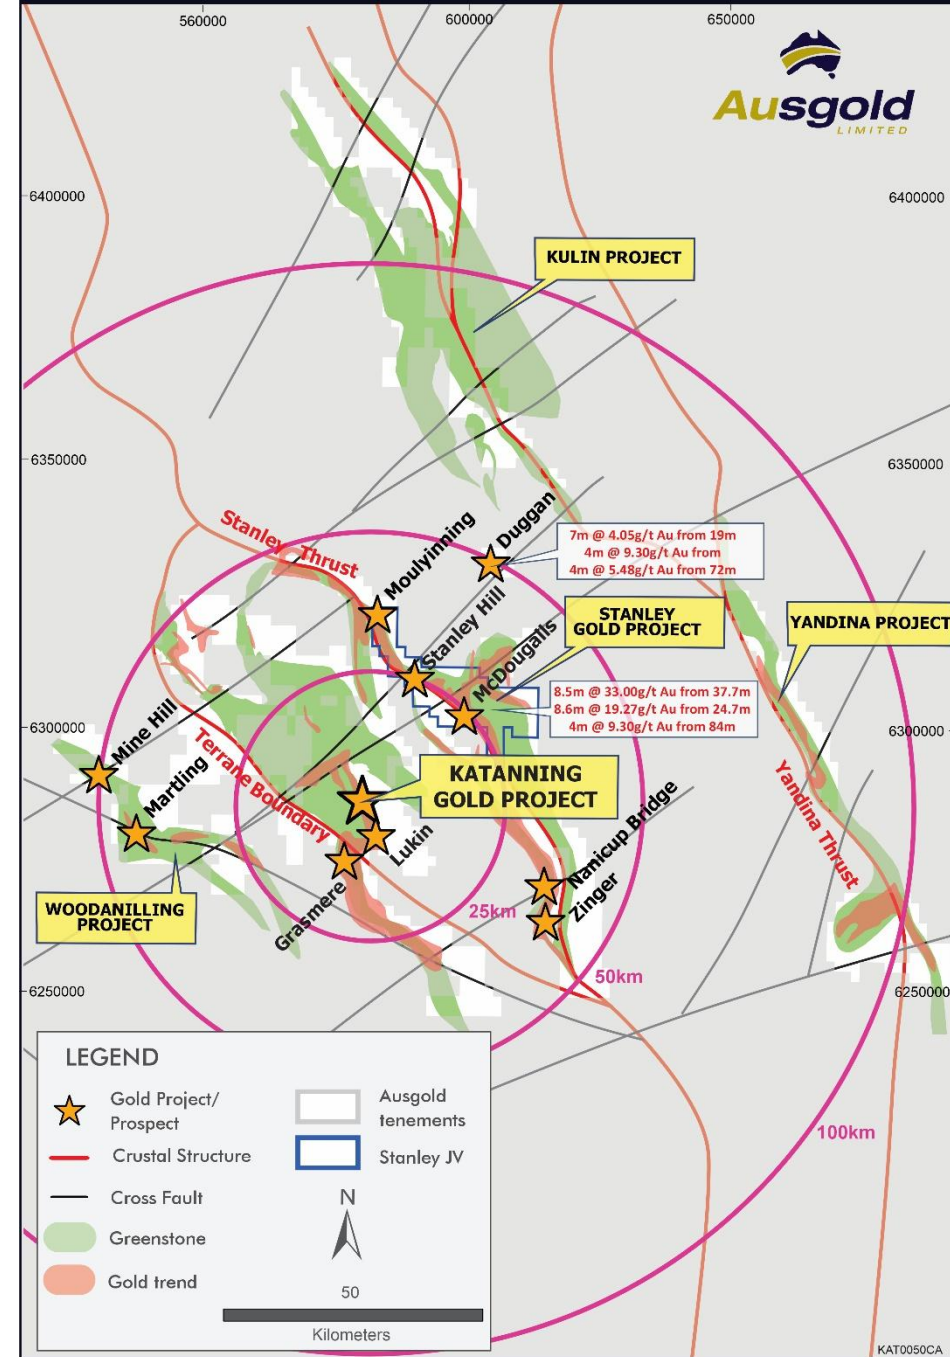 560000
600000
650000
Ausgold
LIMITED
6400000
6400000
KULIN PROJECT
6350000
6350000
Stanley Thrust
Moulyinning
Duggan
7m @ 4.05g/t Au from 19m
4m @ 9.30g/t Au from
4m @ 5.48g/t Au from 72m
Stanley Hill
STANLEY
GOLD PROJECT
YANDINA PROJECT
McDougalls
8.5m @ 33.00g/t Au from 37.7m
8.6m @ 19.27g/t Au from 24.7m
4m @ 9.30g/t Au from 84m
6300000
6300000
Mine Hill
Martling
Terrane Boundary
KATANNING
GOLD PROJECT
Yandina Thrust
Lukin
Nanicup Bridge
Zinger
Grasmere
WOODANILLING
PROJECT
25km
50km
6250000
6250000
100km
LEGEND
Gold Project/
Prospect
Ausgold
tenements
Crustal Structure
Stanley JV
Cross Fault
N
Greenstone
Gold trend
50
Kilometers
KAT0050CA